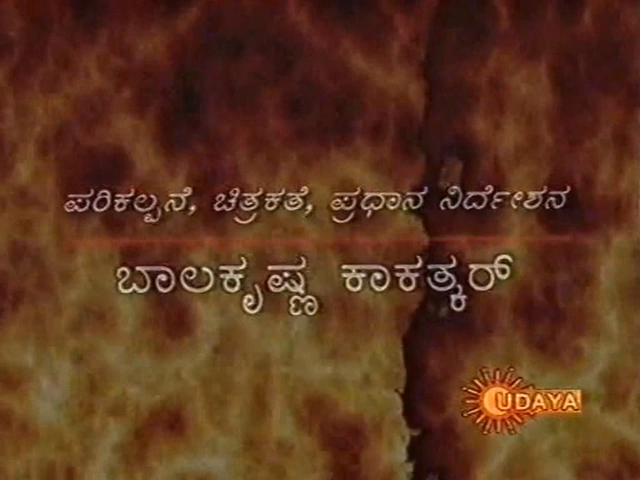 ಪರಿಕಲ್ಪನೆ, ಚಿತ್ರಕತೆ, ಪ್ರಧಾನ ನಿರ್ದೇಶನ
ಬಾಲಕೃಷ್ಣ ಕಾಕತ್ಕರ್
UDAYA